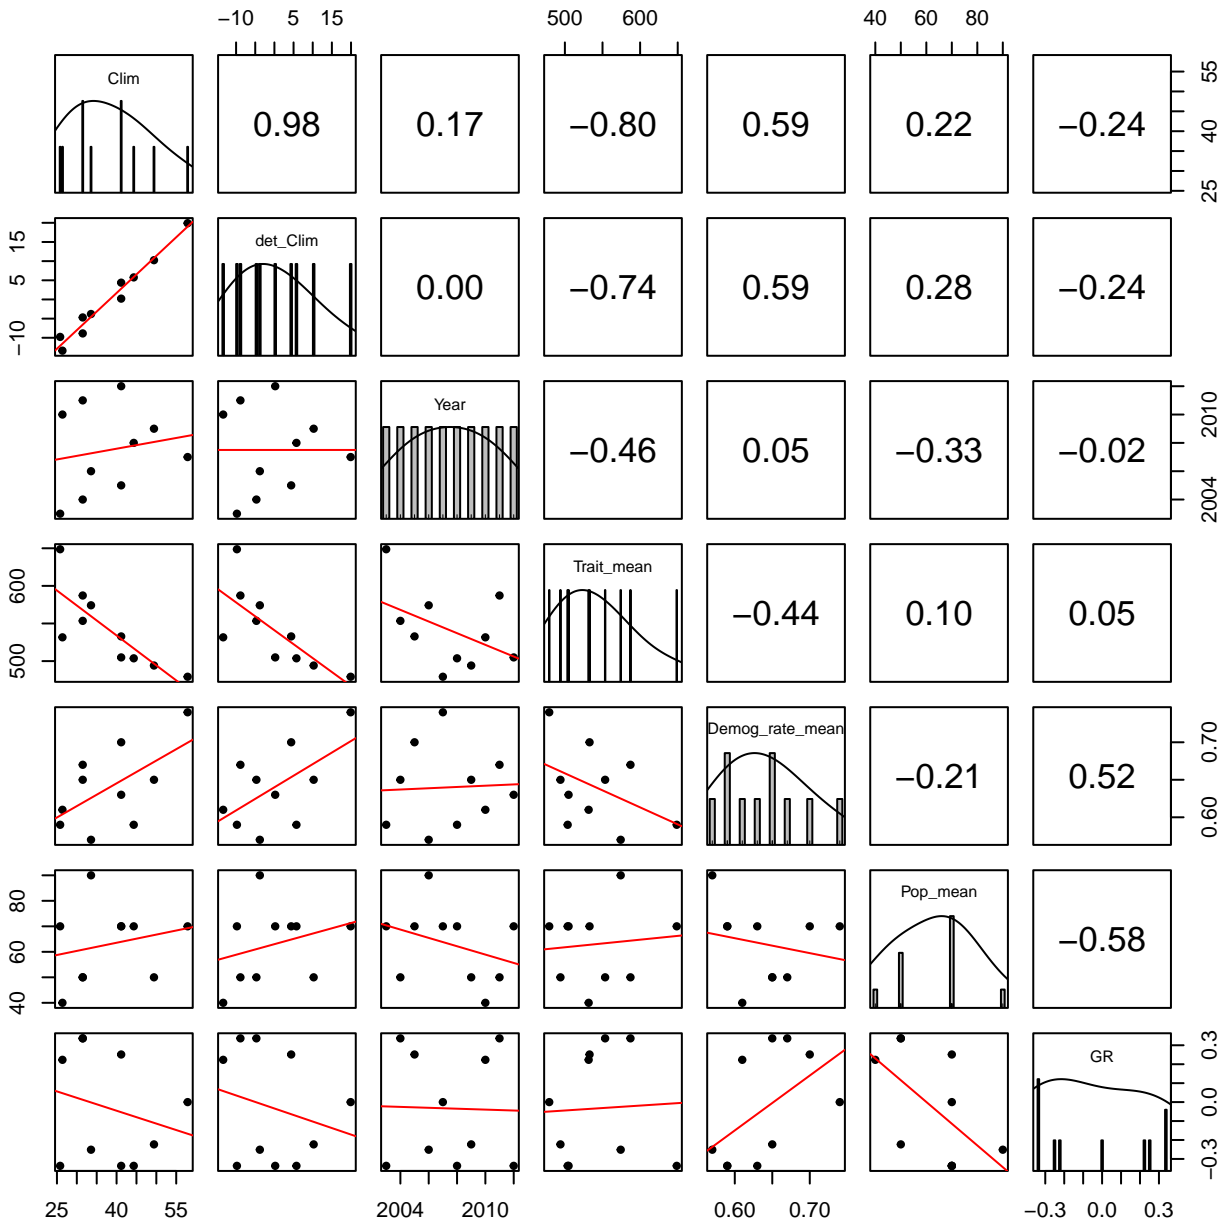 −10 5 15 500 600 40 60 80
Clim 0.98 0.17 −0.80 0.59 0.22 −0.24
25 40 55
−10 5 15
det_Clim 0.00 −0.74 0.59 0.28 −0.24
Year −0.46 0.05 −0.33 −0.02
2004 2010
500 600
Trait_mean −0.44 0.10 0.05
Demog_rate_mean −0.21 0.52
0.60 0.70
40 60 80
Pop_mean −0.58
GR
−0.3 0.0 0.3
25 40 55 2004 2010 0.60 0.70 −0.3 0.0 0.3